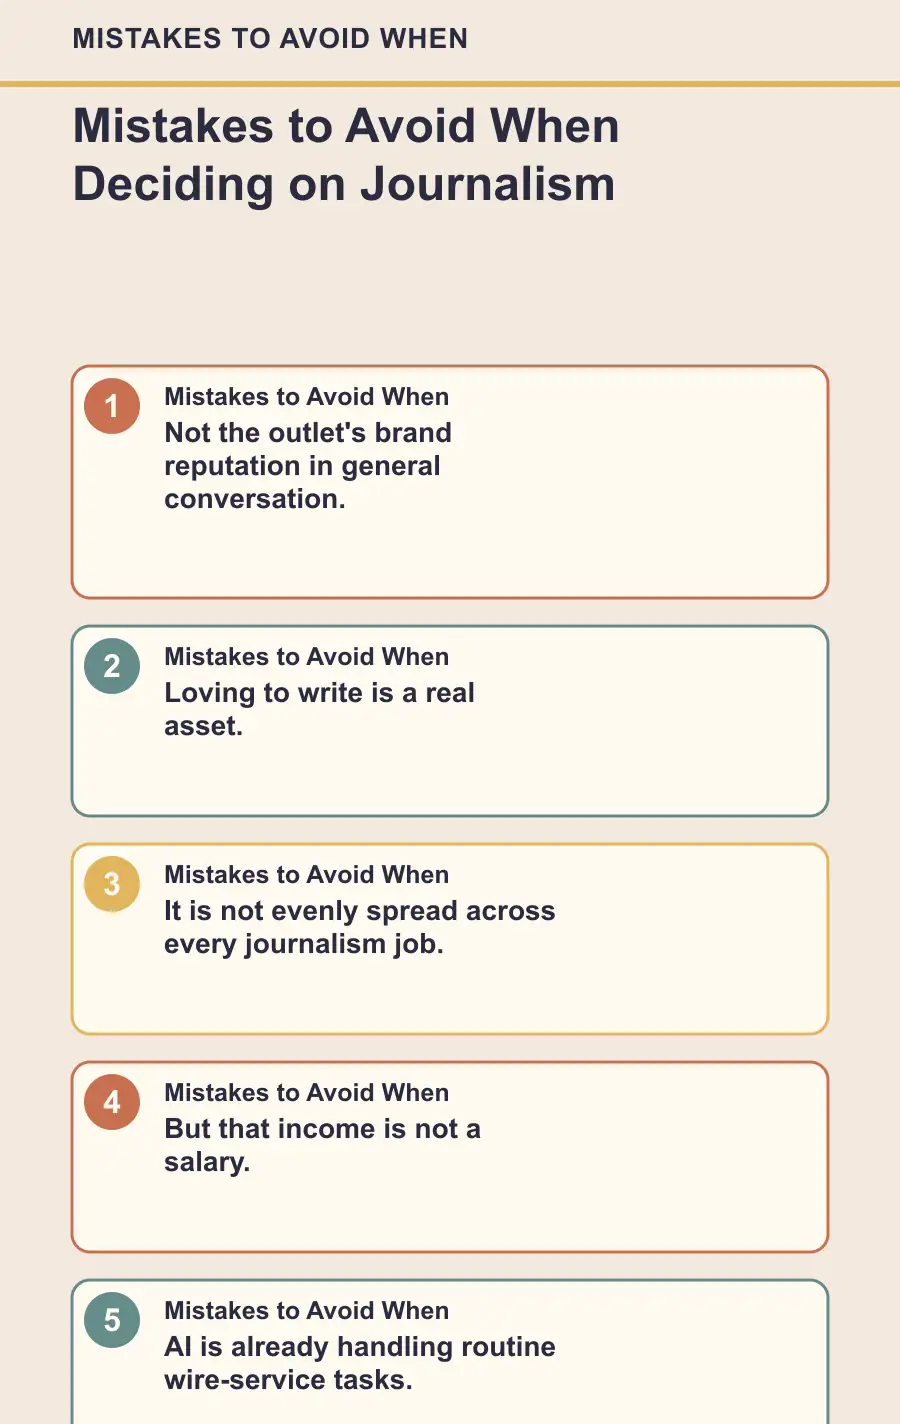 MISTAKES TO AVOID WHEN
Mistakes to Avoid When
Deciding on Journalism
1
Mistakes to Avoid When
Not the outlet's brand
reputation in general
conversation.
2
Mistakes to Avoid When
Loving to write is a real
asset.
3
Mistakes to Avoid When
It is not evenly spread across
every journalism job.
4
Mistakes to Avoid When
But that income is not a
salary.
5
Mistakes to Avoid When
AI is already handling routine
wire-service tasks.